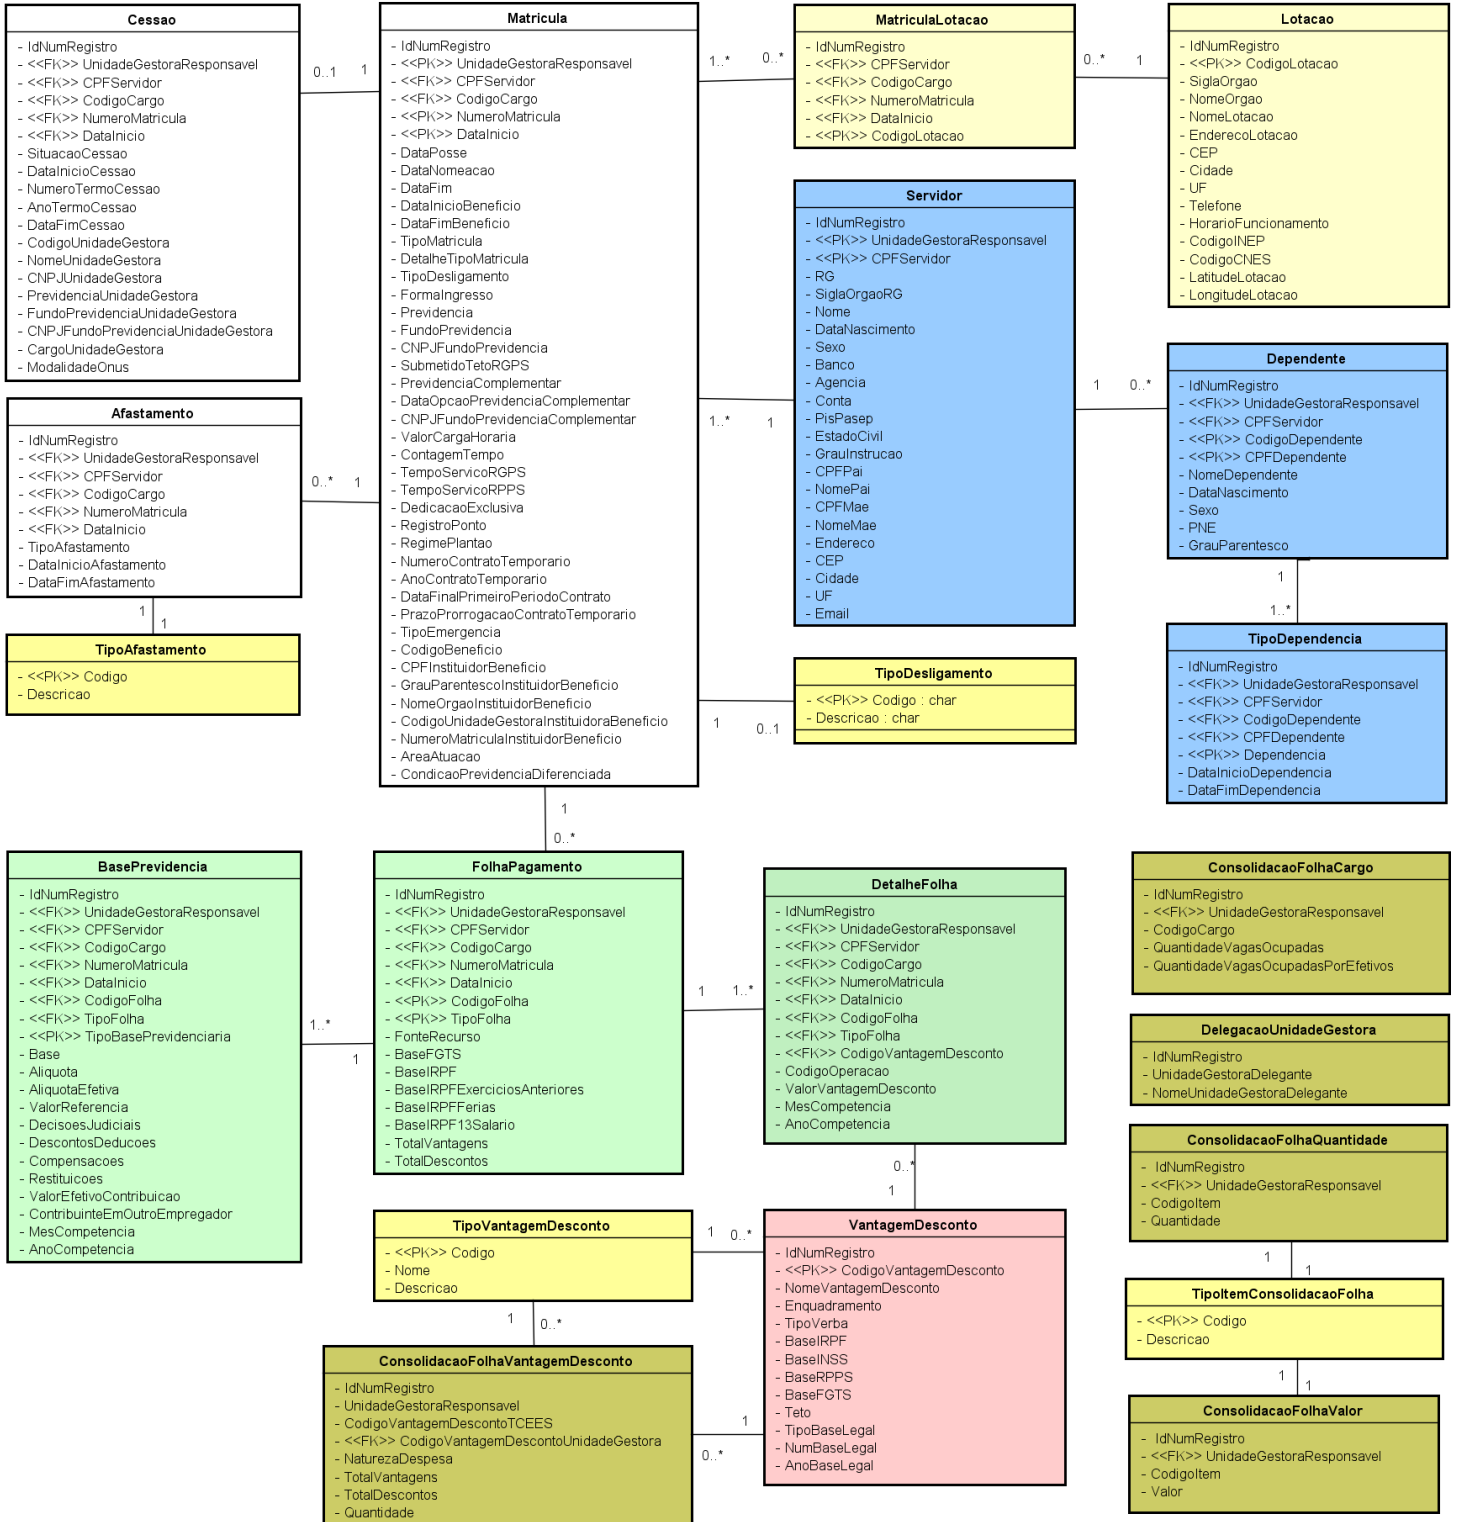 Cessao
- IdNumRegistro
- <<FK>> UnidadeGestoraResponsavel
- <<FK>> CPFServidor
- <<FK>> CodigoCargo
- <<FK>> NumeroMatricula
- <<FK>> DataInicio
- SituacaoCessao
- DataInicioCessao
- NumeroTermoCessao
- AnoTermoCessao
- DataFimCessao
- CodigoUnidadeGestora
- NomeUnidadeGestora
- CNPJUnidadeGestora
- PrevidenciaUnidadeGestora
- FundoPrevidenciaUnidadeGestora
- CNPJFundoPrevidenciaUnidadeGestora
- CargoUnidadeGestora
- ModalidadeOnus
0..1
1
Matricula
- IdNumRegistro
- <<PK>> UnidadeGestoraResponsavel
- <<FK>> CPFServidor
- <<FK>> CodigoCargo
- <<PK>> NumeroMatricula
- <<PK>> DataInicio
- DataPosse
- DataNomeacao
- DataFim
- DataInicioBeneficio
- DataFimBeneficio
- TipoMatricula
- DetalheTipoMatricula
- TipoDesligamento
- FormaIngresso
- Previdencia
- FundoPrevidencia
- CNPJFundoPrevidencia
- SubmetidoTetoRGPS
- PrevidenciaComplementar
- DataOpcaoPrevidenciaComplementar
- CNPJFundoPrevidenciaComplementar
- ValorCargaHoraria
- ContagemTempo
- TempoServicoRGPS
- TempoServicoRPPS
- DedicacaoExclusiva
- RegistroPonto
- RegimePlantao
- NumeroContratoTemporario
- AnoContratoTemporario
- DataFinalPrimeiroPeriodoContrato
- PrazoProrrogacaoContratoTemporario
- TipoEmergencia
- CodigoBeneficio
- CPFInstituidorBeneficio
- GrauParentescoInstituidorBeneficio
- NomeOrgaoInstituidorBeneficio
- CodigoUnidadeGestoraInstituidoraBeneficio
- NumeroMatriculaInstituidorBeneficio
- AreaAtuacao
- CondicaoPrevidenciaDiferenciada
1..*
0..*
MatriculaLotacao
- IdNumRegistro
- <<FK>> CPFServidor
- <<FK>> CodigoCargo
- <<FK>> NumeroMatricula
- <<FK>> DataInicio
- <<PK>> CodigoLotacao
0..*
1
Lotacao
- IdNumRegistro
- <<PK>> CodigoLotacao
- SiglaOrgao
- NomeOrgao
- NomeLotacao
- EnderecoLotacao
- CEP
- Cidade
- UF
- Telefone
- HorarioFuncionamento
- CodigoINEP
- CodigoCNES
- LatitudeLotacao
- LongitudeLotacao
Servidor
- IdNumRegistro
- <<PK>> UnidadeGestoraResponsavel
- <<PK>> CPFServidor
- RG
- SiglaOrgaoRG
- Nome
- DataNascimento
- Sexo
- Banco
- Agencia
- Conta
- PisPasep
- EstadoCivil
- GrauInstrucao
- CPFPai
- NomePai
- CPFMae
- NomeMae
- Endereco
- CEP
- Cidade
- UF
- Email
1..*
1
1
0..*
Dependente
- IdNumRegistro
- <<FK>> UnidadeGestoraResponsavel
- <<FK>> CPFServidor
- <<PK>> CodigoDependente
- <<PK>> CPFDependente
- NomeDependente
- DataNascimento
- Sexo
- PNE
- GrauParentesco
1
1..*
TipoDependencia
- IdNumRegistro
- <<FK>> UnidadeGestoraResponsavel
- <<FK>> CPFServidor
- <<FK>> CodigoDependente
- <<FK>> CPFDependente
- <<PK>> Dependencia
- DataInicioDependencia
- DataFimDependencia
Afastamento
- IdNumRegistro
- <<FK>> UnidadeGestoraResponsavel
- <<FK>> CPFServidor
- <<FK>> CodigoCargo
- <<FK>> NumeroMatricula
- <<FK>> DataInicio
- TipoAfastamento
- DataInicioAfastamento
- DataFimAfastamento
0..*
1
1
1
TipoAfastamento
- <<PK>> Codigo
- Descricao
TipoDesligamento
- <<PK>> Codigo : char
- Descricao : char
1
0..1
1
0..*
BasePrevidencia
- IdNumRegistro
- <<FK>> UnidadeGestoraResponsavel
- <<FK>> CPFServidor
- <<FK>> CodigoCargo
- <<FK>> NumeroMatricula
- <<FK>> DataInicio
- <<FK>> CodigoFolha
- <<FK>> TipoFolha
- <<PK>> TipoBasePrevidenciaria
- Base
- Aliquota
- AliquotaEfetiva
- ValorReferencia
- DecisoesJudiciais
- DescontosDeducoes
- Compensacoes
- Restituicoes
- ValorEfetivoContribuicao
- ContribuinteEmOutroEmpregador
- MesCompetencia
- AnoCompetencia
1..*
1
FolhaPagamento
- IdNumRegistro
- <<FK>> UnidadeGestoraResponsavel
- <<FK>> CPFServidor
- <<FK>> CodigoCargo
- <<FK>> NumeroMatricula
- <<FK>> DataInicio
- <<PK>> CodigoFolha
- <<PK>> TipoFolha
- FonteRecurso
- BaseFGTS
- BaseIRPF
- BaseIRPFExerciciosAnteriores
- BaseIRPFFerias
- BaseIRPF13Salario
- TotalVantagens
- TotalDescontos
1
1..*
DetalheFolha
- IdNumRegistro
- <<FK>> UnidadeGestoraResponsavel
- <<FK>> CPFServidor
- <<FK>> CodigoCargo
- <<FK>> NumeroMatricula
- <<FK>> DataInicio
- <<FK>> CodigoFolha
- <<FK>> TipoFolha
- <<FK>> CodigoVantagemDesconto
- CodigoOperacao
- ValorVantagemDesconto
- MesCompetencia
- AnoCompetencia
0..*
1
ConsolidacaoFolhaCargo
- IdNumRegistro
- <<FK>> UnidadeGestoraResponsavel
- CodigoCargo
- QuantidadeVagasOcupadas
- QuantidadeVagasOcupadasPorEfetivos
DelegacaoUnidadeGestora
- IdNumRegistro
- UnidadeGestoraDelegante
- NomeUnidadeGestoraDelegante
ConsolidacaoFolhaQuantidade
- IdNumRegistro
- <<FK>> UnidadeGestoraResponsavel
- CodigoItem
- Quantidade
1
1
TipoItemConsolidacaoFolha
- <<PK>> Codigo
- Descricao
1
1
ConsolidacaoFolhaValor
- IdNumRegistro
- <<FK>> UnidadeGestoraResponsavel
- CodigoItem
- Valor
TipoVantagemDesconto
- <<PK>> Codigo
- Nome
- Descricao
1
0..*
1
0..*
VantagemDesconto
- IdNumRegistro
- <<PK>> CodigoVantagemDesconto
- NomeVantagemDesconto
- Enquadramento
- TipoVerba
- BaseIRPF
- BaseINSS
- BaseRPPS
- BaseFGTS
- Teto
- TipoBaseLegal
- NumBaseLegal
- AnoBaseLegal
ConsolidacaoFolhaVantagemDesconto
- IdNumRegistro
- UnidadeGestoraResponsavel
- CodigoVantagemDescontoTCEES
- <<FK>> CodigoVantagemDescontoUnidadeGestora
- NaturezaDespesa
- TotalVantagens
- TotalDescontos
- Quantidade
1
0..*